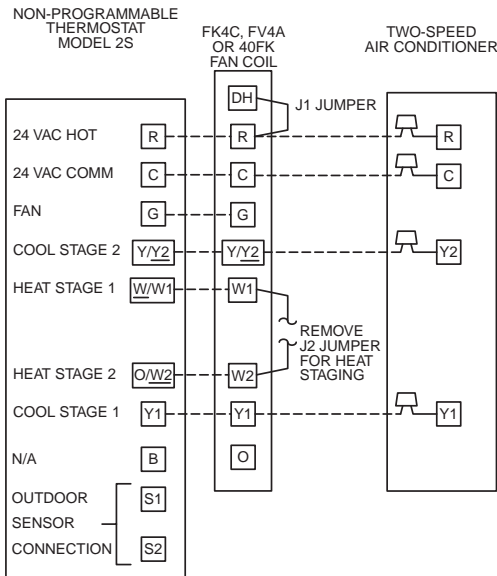 NON-PROGRAMMABLE
THERMOSTAT
MODEL 2S
FK4C, FV4A
OR 40FK
FAN COIL
TWO-SPEED
AIR CONDITIONER
DH
J1 JUMPER
24 VAC HOT R R R
24 VAC COMM C C C
FAN G G
COOL STAGE 2 Y/Y2 Y/Y2 Y2
HEAT STAGE 1 W/W1 W1
REMOVE
J2 JUMPER
FOR HEAT
STAGING
HEAT STAGE 2 O/W2 W2
COOL STAGE 1 Y1 Y1 Y1
N/A B O
OUTDOOR S1
SENSOR
CONNECTION S2